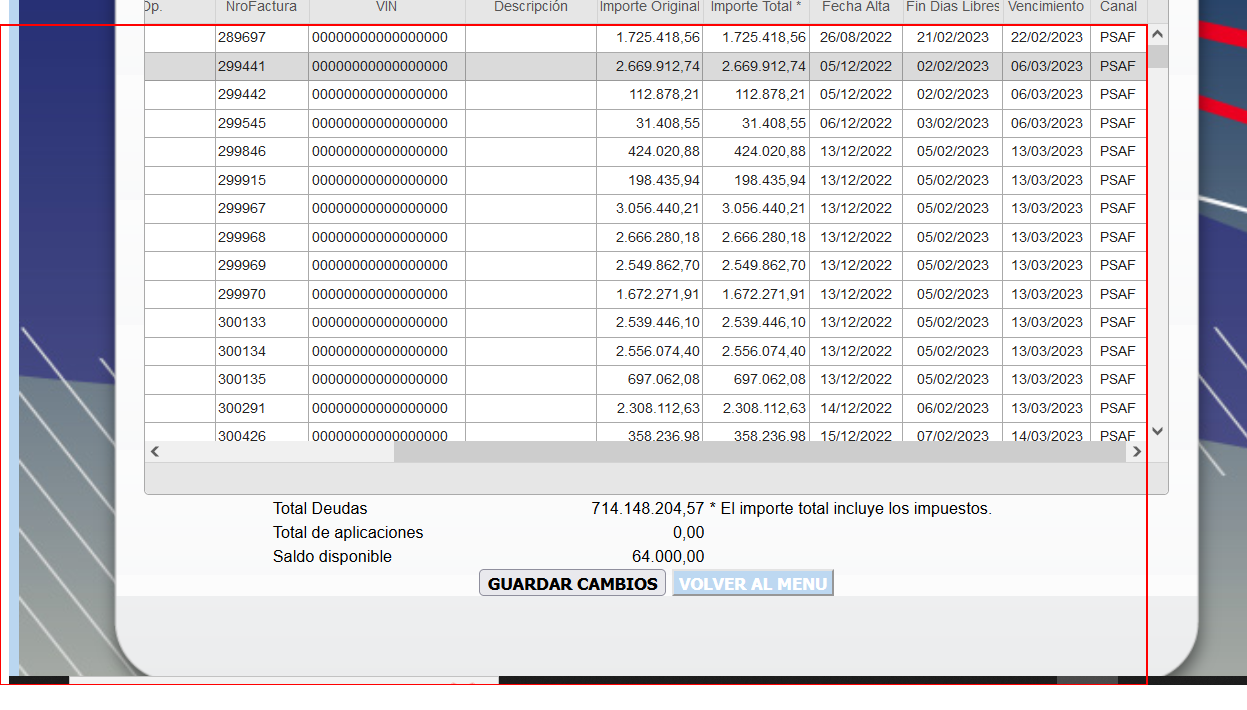 Op. NroFactura VIN Descripción Importe Original Importe Total * Fecha Alta Fin Dias Libres Vencimiento Canal
289697 00000000000000000 1.725.418,56 1.725.418,56 26/08/2022 21/02/2023 22/02/2023 PSAF
299441 00000000000000000 2.669.912,74 2.669.912,74 05/12/2022 02/02/2023 06/03/2023 PSAF
299442 00000000000000000 112.878,21 112.878,21 05/12/2022 02/02/2023 06/03/2023 PSAF
299545 00000000000000000 31.408,55 31.408,55 06/12/2022 03/02/2023 06/03/2023 PSAF
299846 00000000000000000 424.020,88 424.020,88 13/12/2022 05/02/2023 13/03/2023 PSAF
299915 00000000000000000 198.435,94 198.435,94 13/12/2022 05/02/2023 13/03/2023 PSAF
299967 00000000000000000 3.056.440,21 3.056.440,21 13/12/2022 05/02/2023 13/03/2023 PSAF
299968 00000000000000000 2.666.280,18 2.666.280,18 13/12/2022 05/02/2023 13/03/2023 PSAF
299969 00000000000000000 2.549.862,70 2.549.862,70 13/12/2022 05/02/2023 13/03/2023 PSAF
299970 00000000000000000 1.672.271,91 1.672.271,91 13/12/2022 05/02/2023 13/03/2023 PSAF
300133 00000000000000000 2.539.446,10 2.539.446,10 13/12/2022 05/02/2023 13/03/2023 PSAF
300134 00000000000000000 2.556.074,40 2.556.074,40 13/12/2022 05/02/2023 13/03/2023 PSAF
300135 00000000000000000 697.062,08 697.062,08 13/12/2022 05/02/2023 13/03/2023 PSAF
300291 00000000000000000 2.308.112,63 2.308.112,63 14/12/2022 06/02/2023 13/03/2023 PSAF
300426 00000000000000000 358.236,98 358.236,98 15/12/2022 07/02/2023 14/03/2023 PSAF
Total Deudas 714.148.204,57 * El importe total incluye los impuestos.
Total de aplicaciones 0,00
Saldo disponible 64.000,00
GUARDAR CAMBIOS VOLVER AL MENU